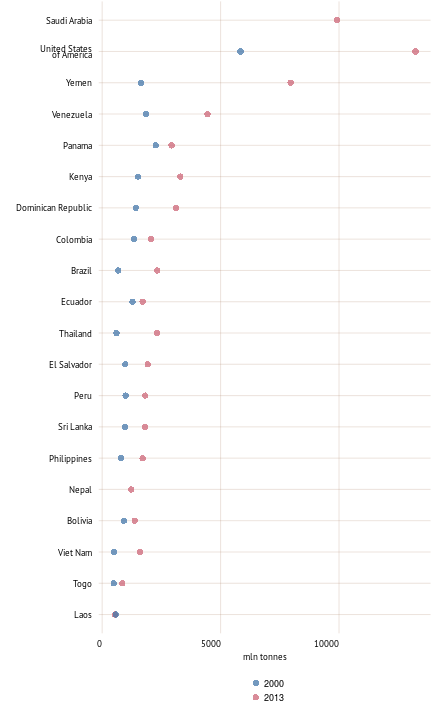 Saudi Arabia
United States
of America
Yemen
Venezuela
Panama
Kenya
Dominican Republic
Colombia
Brazil
Ecuador
Thailand
El Salvador
Peru
Sri Lanka
Philippines
Nepal
Bolivia
Viet Nam
Togo
Laos
0 5000 10000
mln tonnes
2000
2013